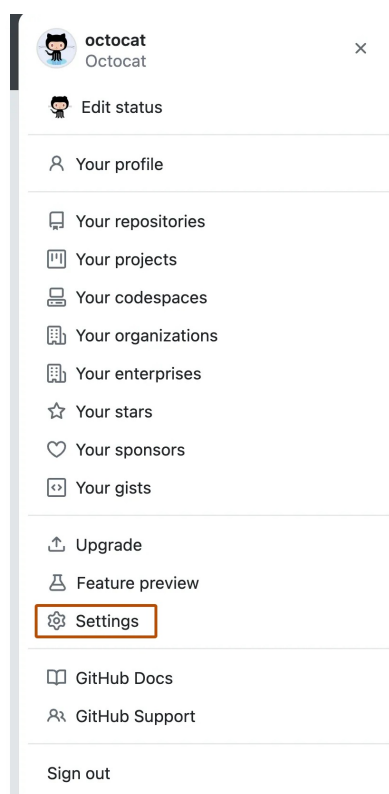 octocat
Octocat
Edit status
Your profile
Your repositories
Your projects
Your codespaces
Your organizations
Your enterprises
Your stars
Your sponsors
Your gists
Upgrade
Feature preview
Settings
GitHub Docs
GitHub Support
Sign out